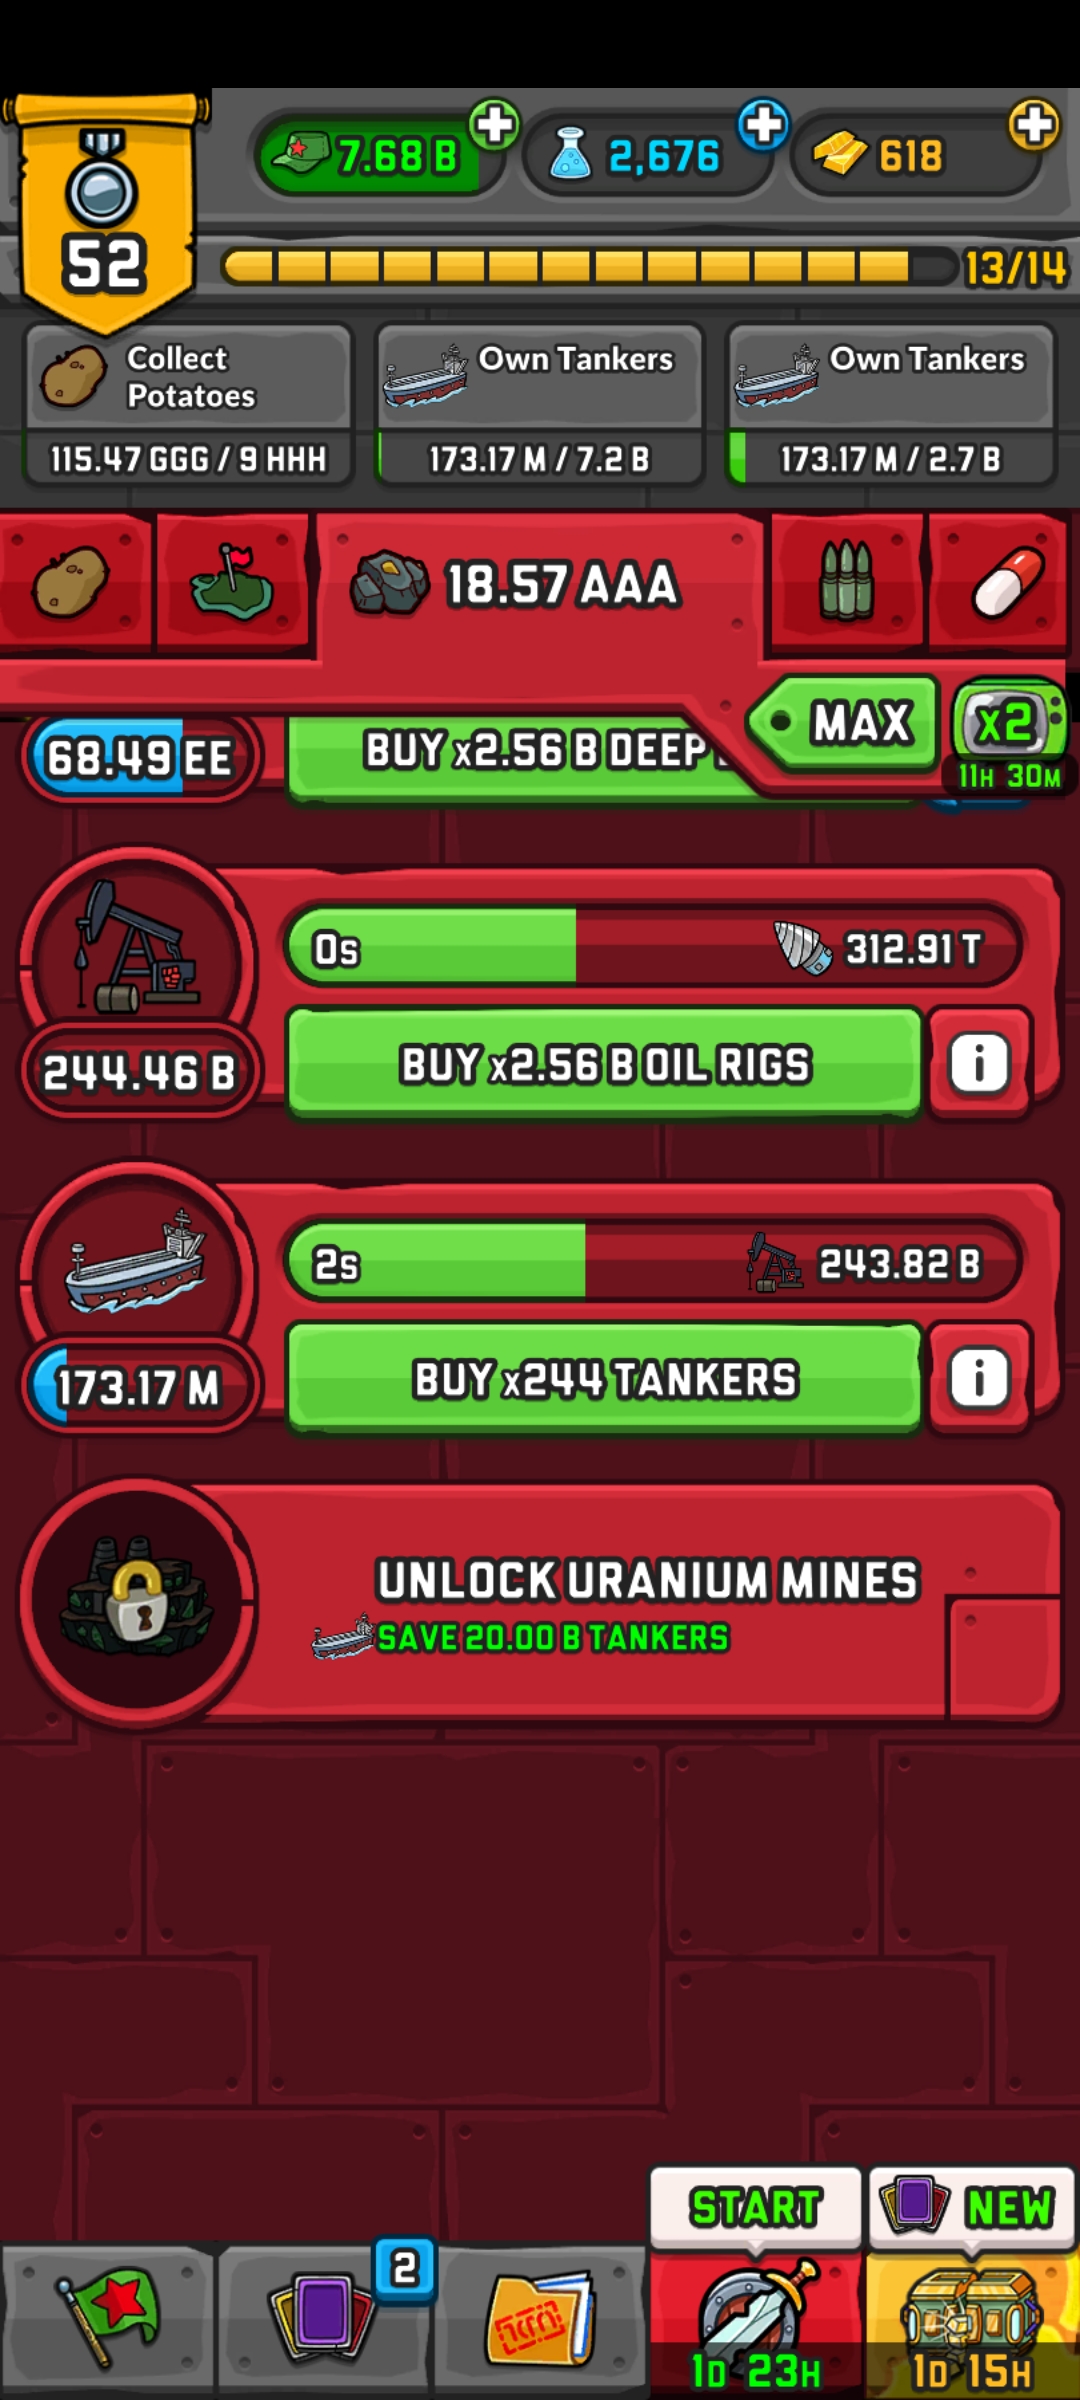 7.68 B
2,676
618
52
13/14
Collect
Potatoes
115.47 GGG / 9 HHH
Own Tankers
173.17 M / 7.2 B
Own Tankers
173.17 M / 2.7 B
18.57 AAA
MAX
x2
11H 30M
68.49 EE
BUY x2.56 B DEEP
0s
312.91 T
244.46 B
BUY x2.56 B OIL RIGS
i
2s
243.82 B
173.17 M
BUY x244 TANKERS
i
UNLOCK URANIUM MINES
SAVE 20.00 B TANKERS
START
NEW
2
1D 23H
1D 15H